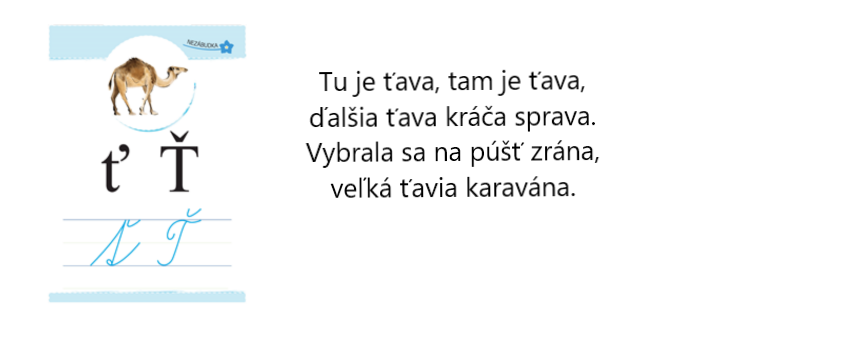 NEZÁBUDKA
ť Ť
ť Ť
Tu je ťava, tam je ťava,
ďalšia ťava kráča sprava.
Vybrala sa na púšť zrána,
veľká ťavia karavána.